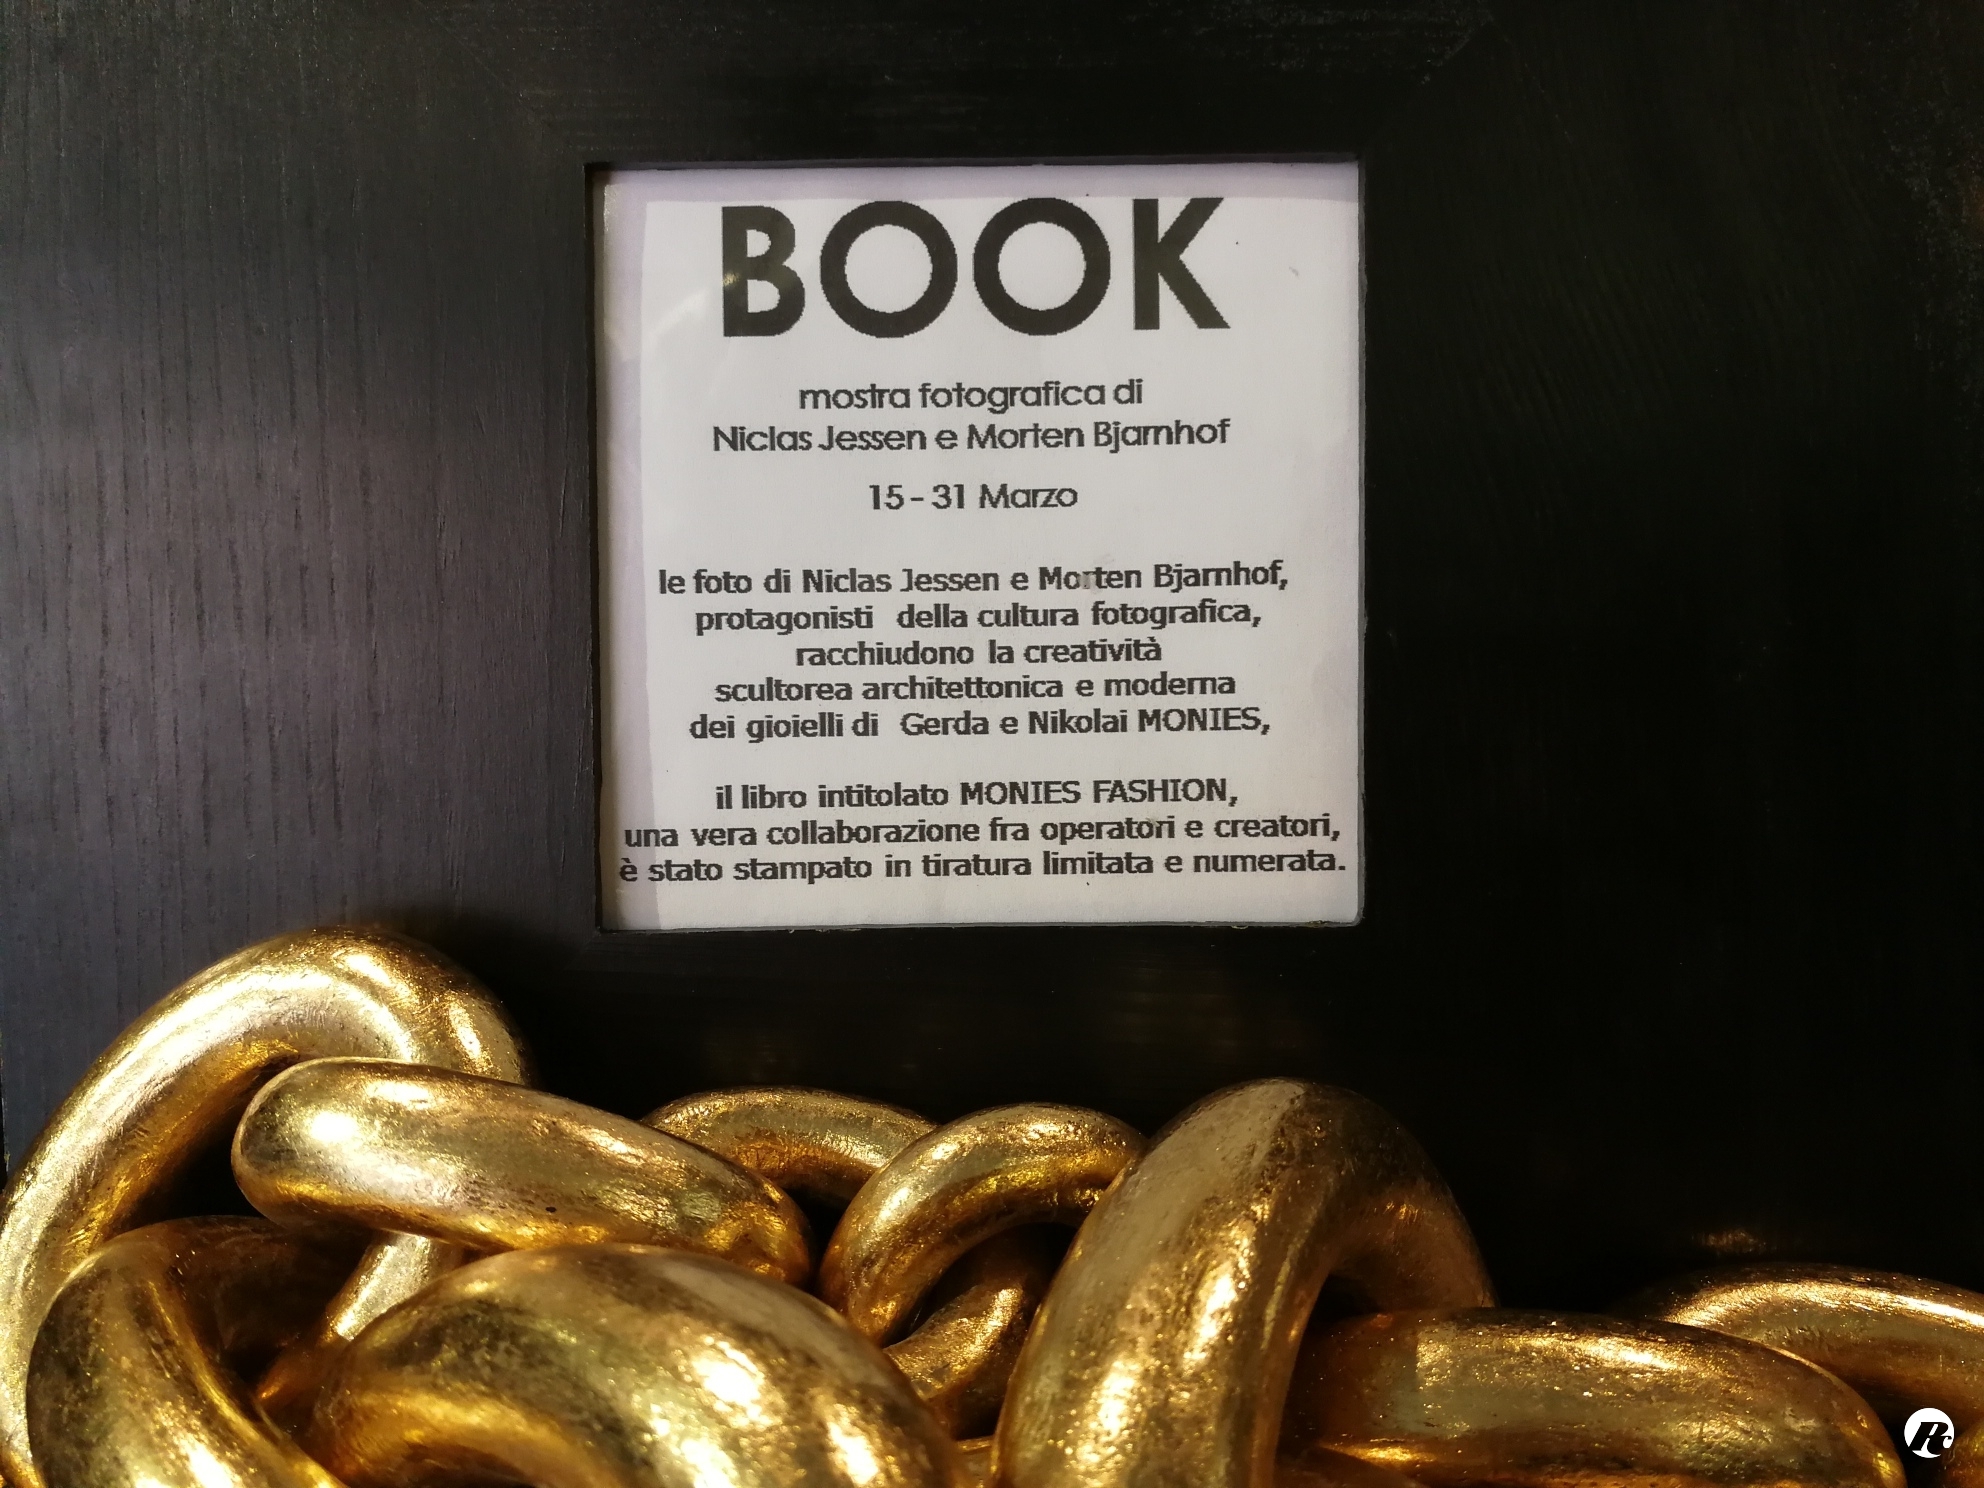 BOOK
mostra fotografica di
Niclas Jessen e Morten Bjarnhof
15 - 31 Marzo
le foto di Niclas Jessen e Morten Bjarnhof,
protagonisti della cultura fotografica,
racchiudono la creatività
scultorea architettonica e moderna
dei gioielli di Gerda e Nikolai MONIES,
il libro intitolato MONIES FASHION,
una vera collaborazione fra operatori e creatori,
è stato stampato in tiratura limitata e numerata.
Rc